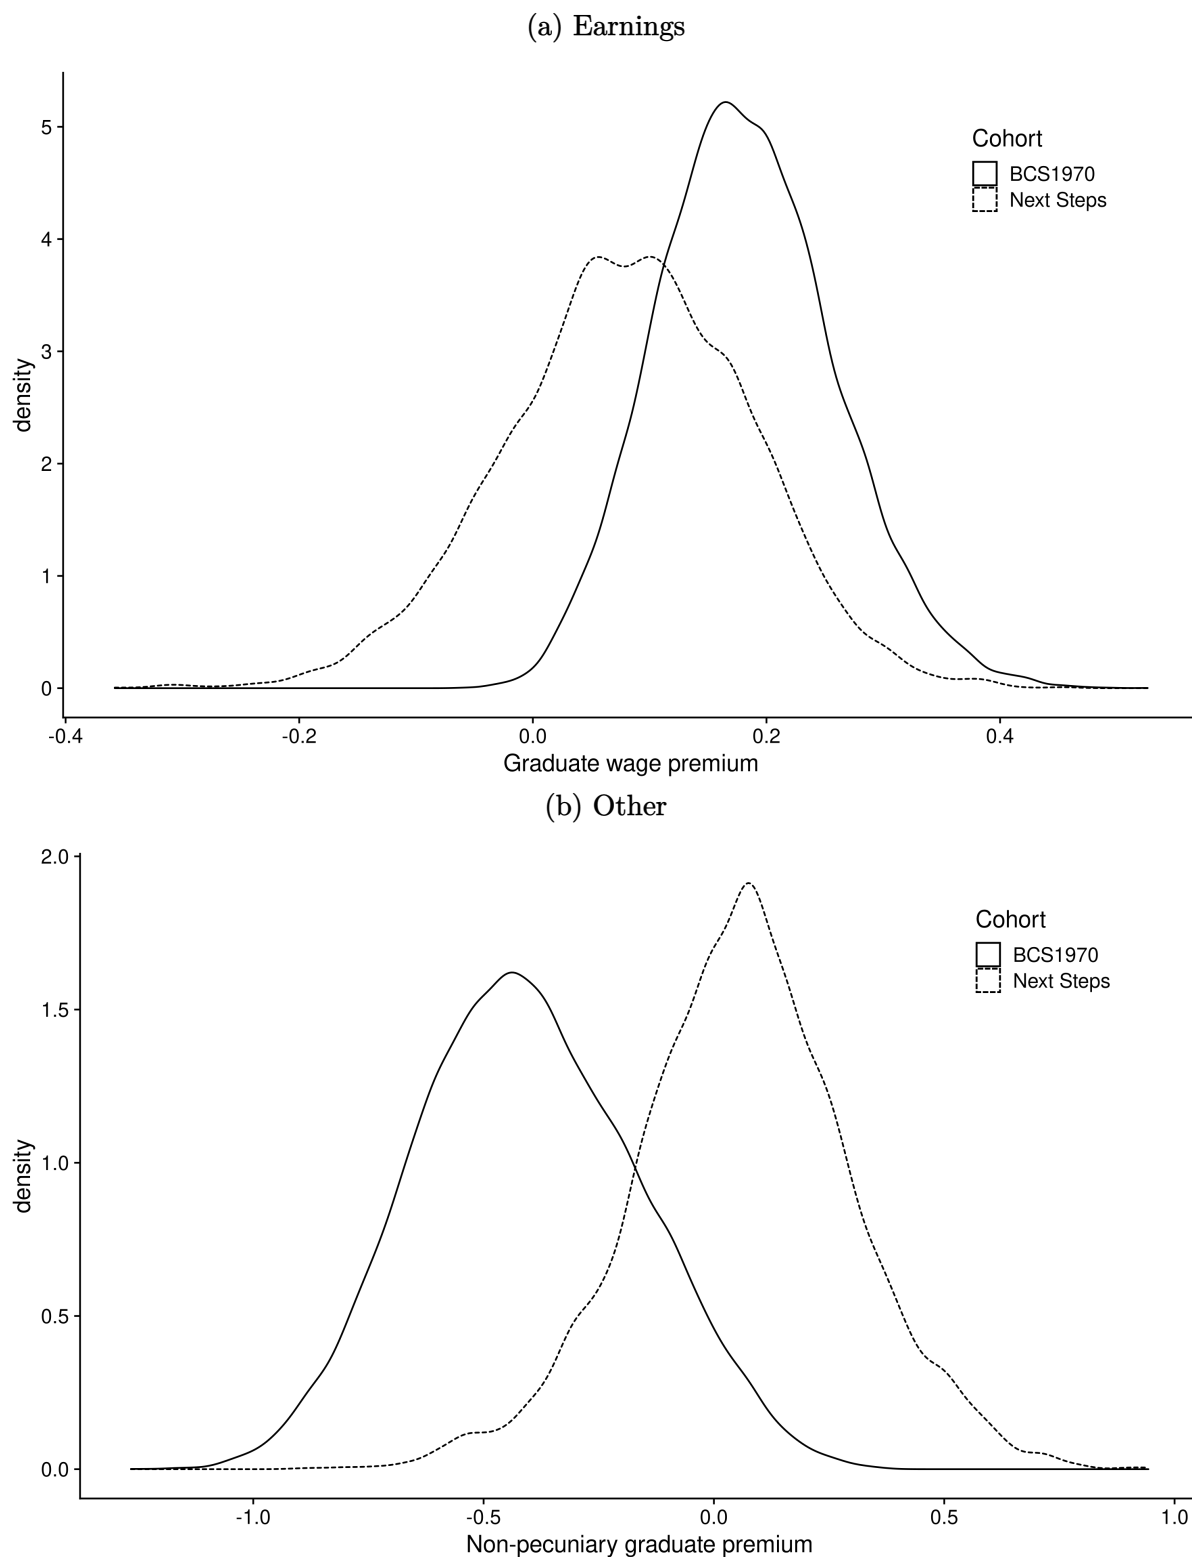 (a) Earnings
5
4
3
2
1
0
density
Cohort
BCS1970
Next Steps
-0.4 -0.2 0.0 0.2 0.4
Graduate wage premium
(b) Other
2.0
1.5
1.0
0.5
0.0
density
Cohort
BCS1970
Next Steps
-1.0 -0.5 0.0 0.5 1.0
Non-pecuniary graduate premium